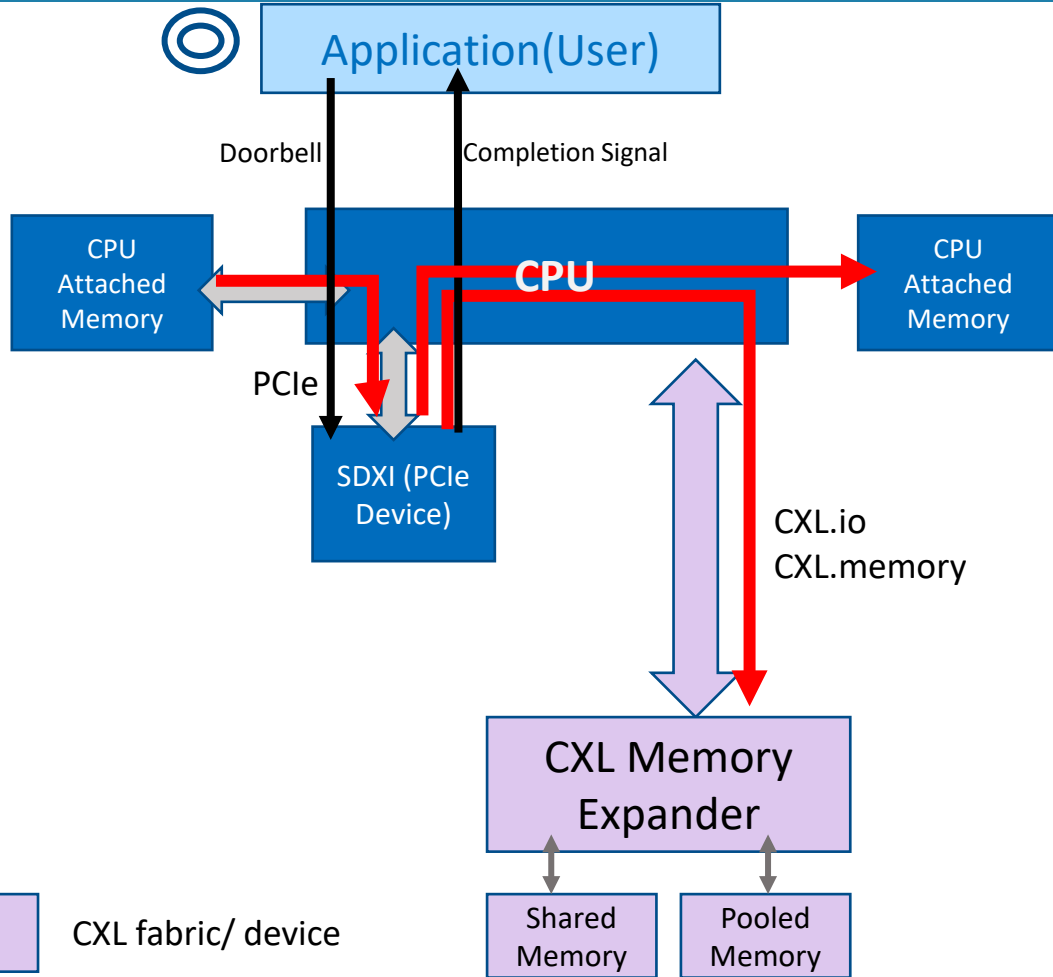 Application(User)
Doorbell
Completion Signal
CPU
Attached
Memory
CPU
CPU
Attached
Memory
PCIe
SDXI (PCIe
Device)
CXL.io
CXL.memory
CXL Memory
Expander
Shared
Memory
Pooled
Memory
CXL fabric/ device